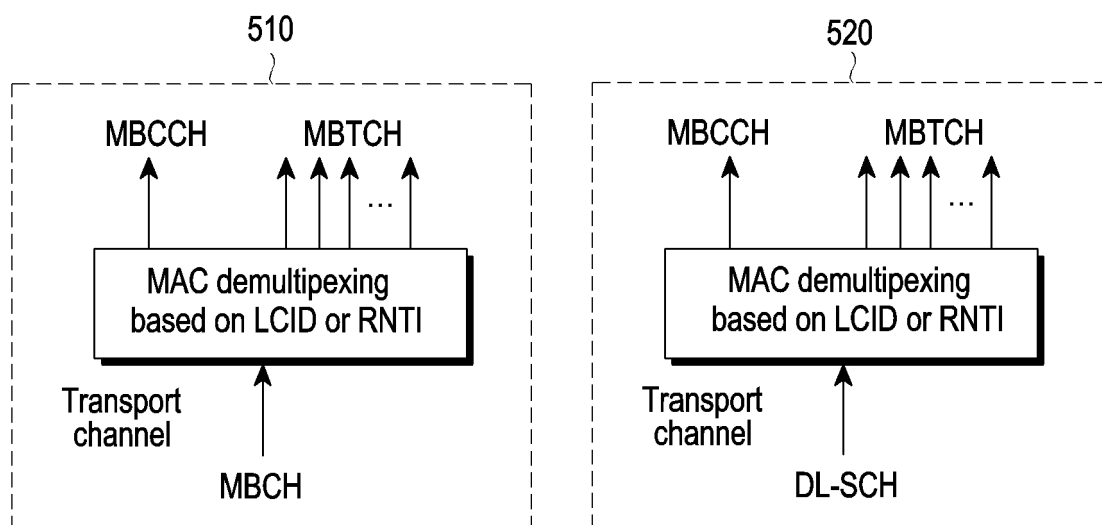 510
MBCCH MBTCH
...
MAC demultipexing
based on LCID or RNTI
Transport
channel
MBCH
520
MBCCH MBTCH
...
MAC demultipexing
based on LCID or RNTI
Transport
channel
DL-SCH